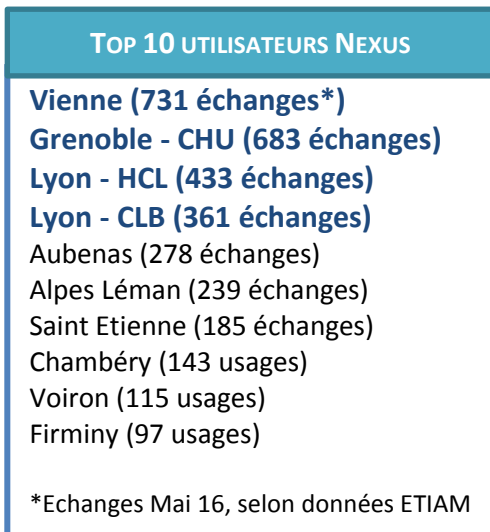 TOP 10 UTILISATEURS NEXUS
Vienne (731 échanges*)
Grenoble - CHU (683 échanges)
Lyon - HCL (433 échanges)
Lyon - CLB (361 échanges)
Aubenas (278 échanges)
Alpes Léman (239 échanges)
Saint Etienne (185 échanges)
Chambéry (143 usages)
Voiron (115 usages)
Firminy (97 usages)
*Echanges Mai 16, selon données ETIAM